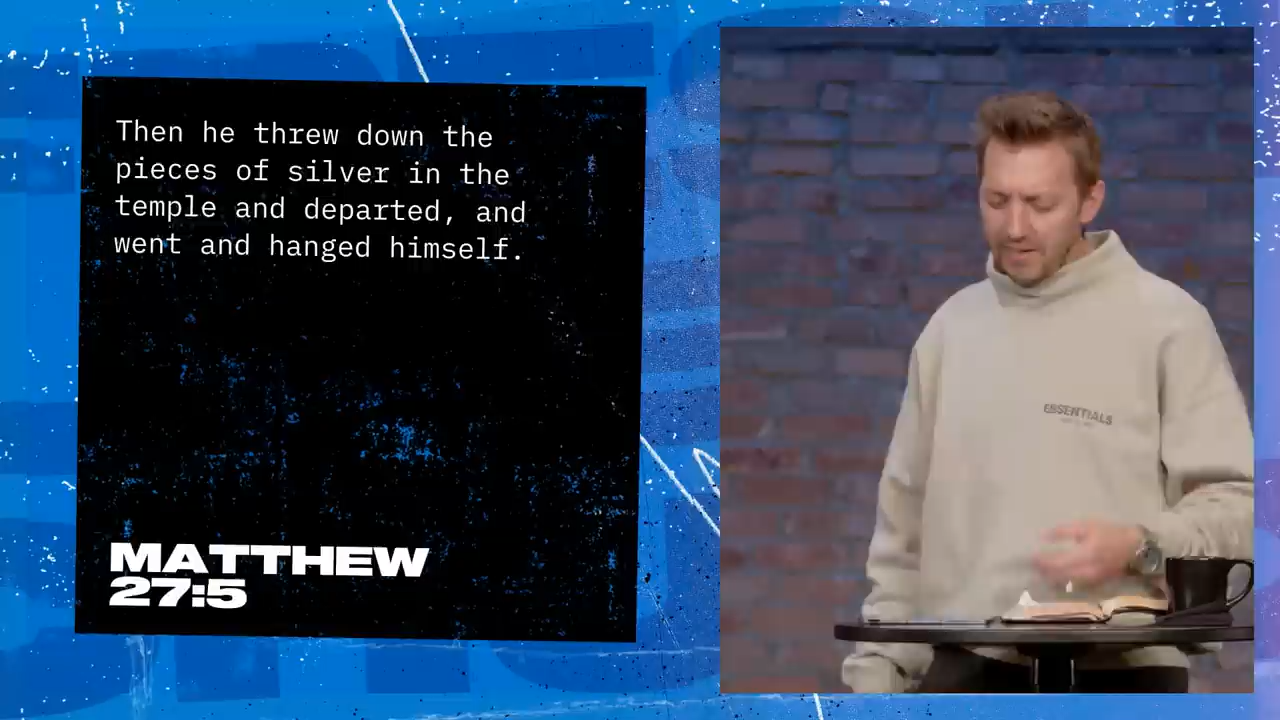 Then he threw down the
pieces of silver in the
temple and departed, and
went and hanged himself.
MATTHEW
27:5
ESSENTIALS